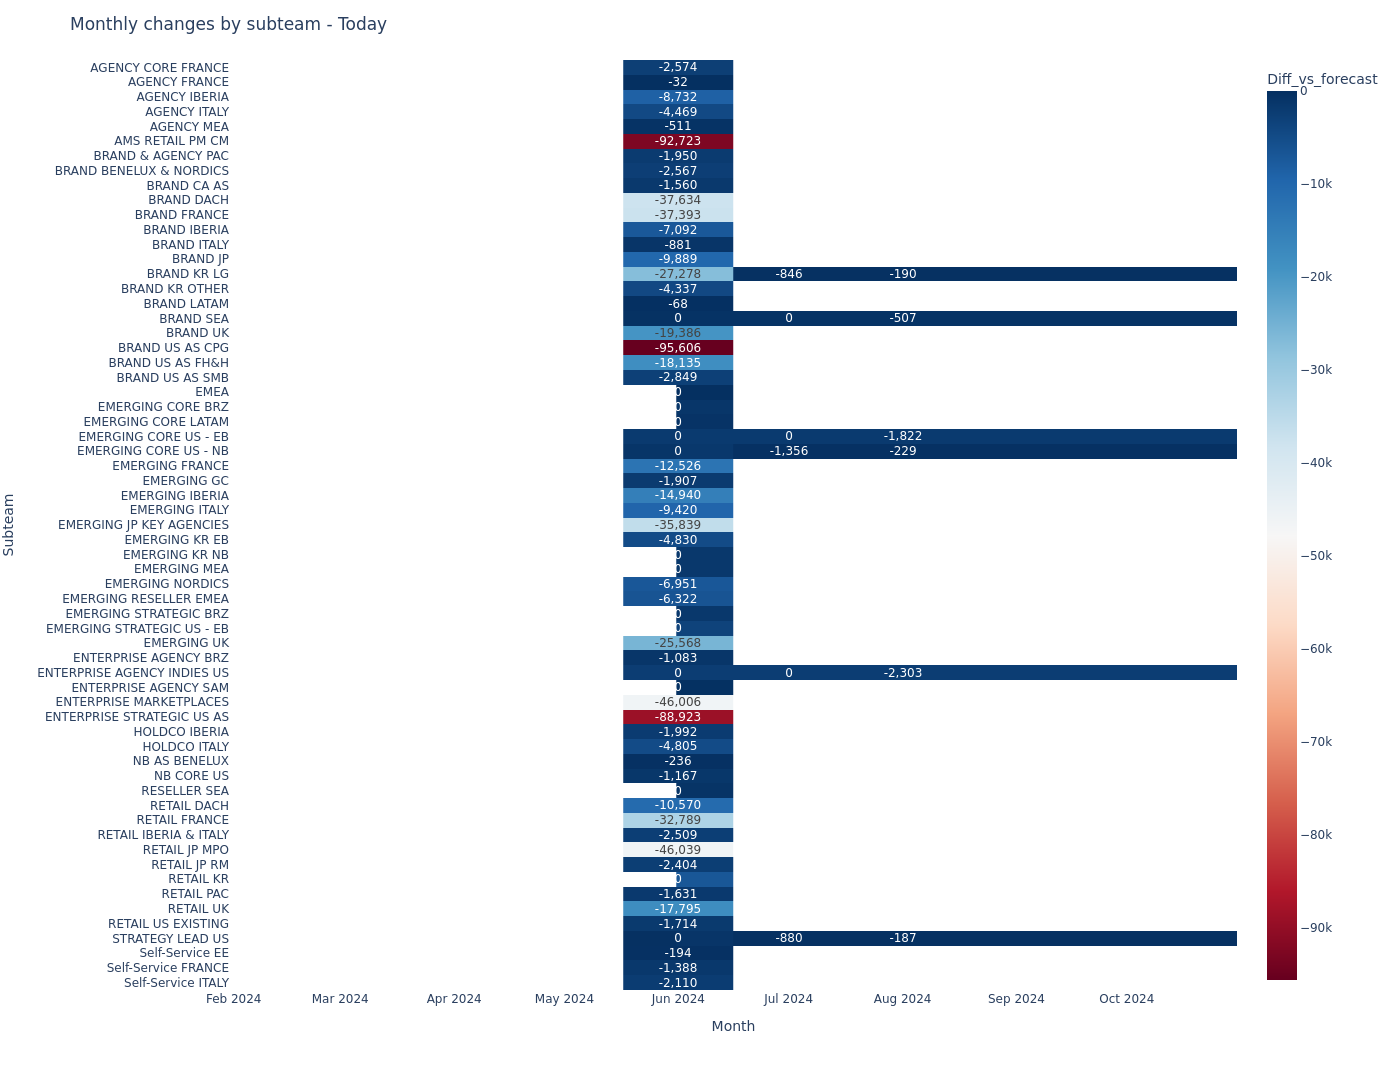 Monthly changes by subteam - Today
Diff_vs_forecast
AGENCY CORE FRANCE -2,574
AGENCY FRANCE -32
AGENCY IBERIA -8,732
AGENCY ITALY -4,469
AGENCY MEA -511
AMS RETAIL PM CM -92,723
BRAND & AGENCY PAC -1,950
BRAND BENELUX & NORDICS -2,567
BRAND CA AS -1,560
BRAND DACH -37,634
BRAND FRANCE -37,393
BRAND IBERIA -7,092
BRAND ITALY -881
BRAND JP -9,889
BRAND KR LG -27,278 -846 -190
BRAND KR OTHER -4,337
BRAND LATAM -68
BRAND SEA 0 0 -507
BRAND UK -19,386
BRAND US AS CPG -95,606
BRAND US AS FH&H -18,135
BRAND US AS SMB -2,849
EMEA 0
EMERGING CORE BRZ 0
EMERGING CORE LATAM 0
EMERGING CORE US - EB 0 0 -1,822
EMERGING CORE US - NB 0 -1,356 -229
EMERGING FRANCE -12,526
EMERGING GC -1,907
EMERGING IBERIA -14,940
EMERGING ITALY -9,420
EMERGING JP KEY AGENCIES -35,839
EMERGING KR EB -4,830
EMERGING KR NB 0
EMERGING MEA 0
EMERGING NORDICS -6,951
EMERGING RESELLER EMEA -6,322
EMERGING STRATEGIC BRZ 0
EMERGING STRATEGIC US - EB 0
EMERGING UK -25,568
ENTERPRISE AGENCY BRZ -1,083
ENTERPRISE AGENCY INDIES US 0 0 -2,303
ENTERPRISE AGENCY SAM 0
ENTERPRISE MARKETPLACES -46,006
ENTERPRISE STRATEGIC US AS -88,923
HOLDCO IBERIA -1,992
HOLDCO ITALY -4,805
NB AS BENELUX -236
NB CORE US -1,167
RESELLER SEA 0
RETAIL DACH -10,570
RETAIL FRANCE -32,789
RETAIL IBERIA & ITALY -2,509
RETAIL JP MPO -46,039
RETAIL JP RM -2,404
RETAIL KR 0
RETAIL PAC -1,631
RETAIL UK -17,795
RETAIL US EXISTING -1,714
STRATEGY LEAD US 0 -880 -187
Self-Service EE -194
Self-Service FRANCE -1,388
Self-Service ITALY -2,110
Subteam
Feb 2024 Mar 2024 Apr 2024 May 2024 Jun 2024 Jul 2024 Aug 2024 Sep 2024 Oct 2024
Month
0
−10k
−20k
−30k
−40k
−50k
−60k
−70k
−80k
−90k